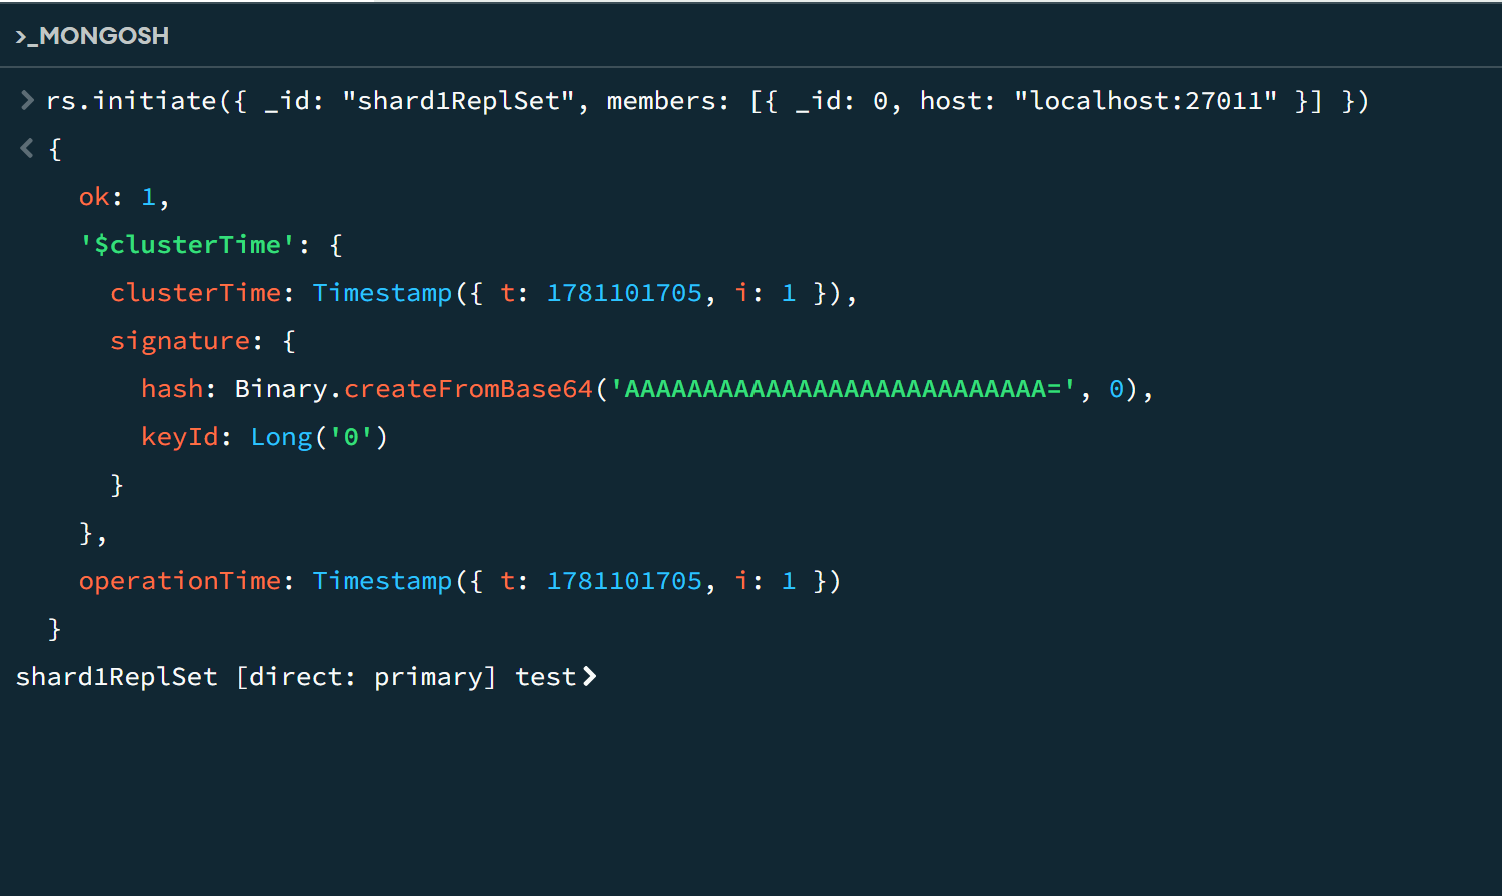 >_MONGOSH
> rs.initiate({ _id: "shard1ReplSet", members: [{ _id: 0, host: "localhost:27011" }] })
< {
ok: 1,
'$clusterTime': {
clusterTime: Timestamp({ t: 1781101705, i: 1 }),
signature: {
hash: Binary.createFromBase64('AAAAAAAAAAAAAAAAAAAAAAAAAAA=', 0),
keyId: Long('0')
}
},
operationTime: Timestamp({ t: 1781101705, i: 1 })
}
shard1ReplSet [direct: primary] test>